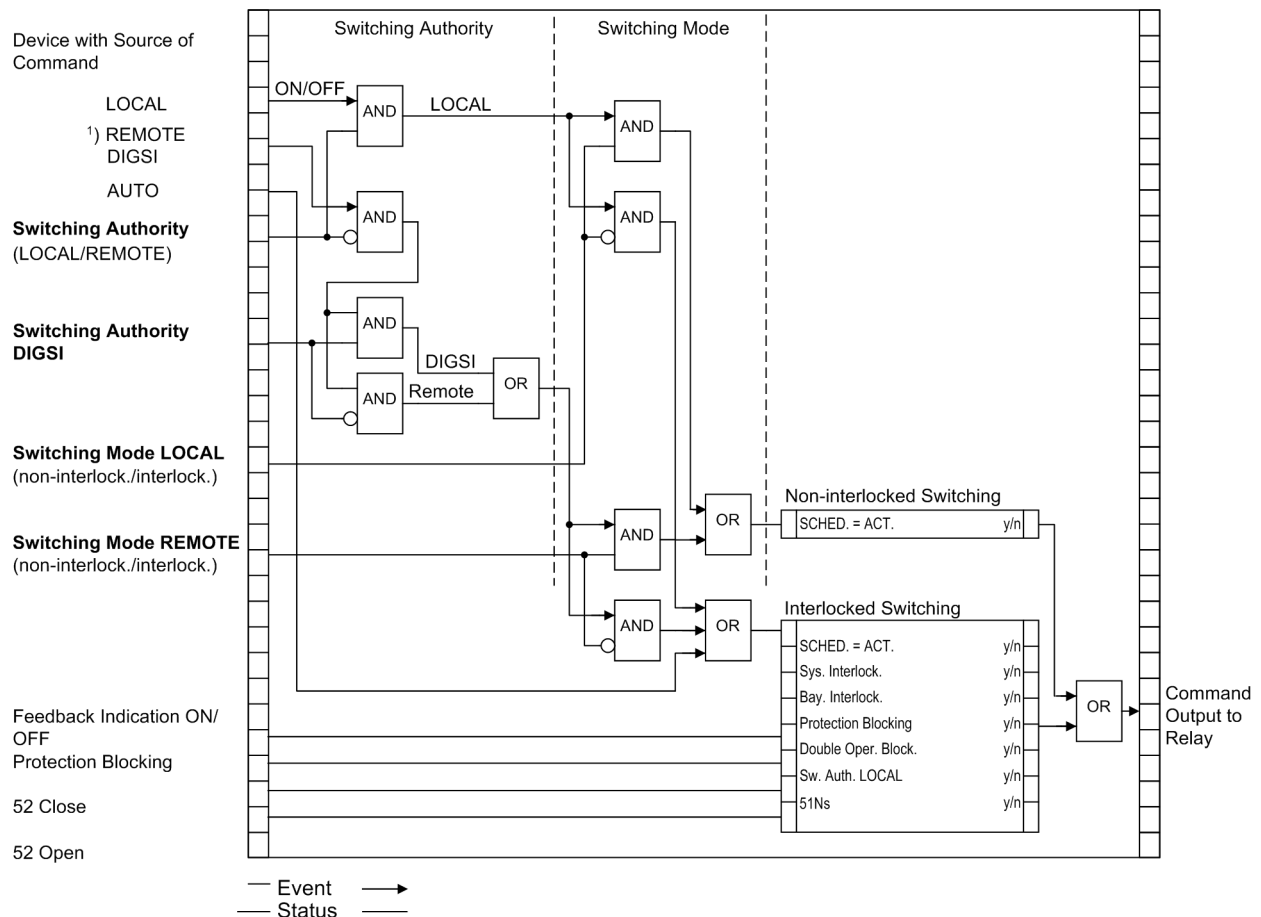 Device with Source of
Command
LOCAL
¹) REMOTE
DIGSI
AUTO
Switching Authority
(LOCAL/REMOTE)
Switching Authority
DIGSI
Switching Mode LOCAL
(non-interlock./interlock.)
Switching Mode REMOTE
(non-interlock./interlock.)
Feedback Indication ON/
OFF
Protection Blocking
52 Close
52 Open
Switching Authority
Switching Mode
ON/OFF
AND
LOCAL
AND
AND
AND
AND
DIGSI
OR
AND
Remote
AND
OR
AND
OR
Non-interlocked Switching
SCHED. = ACT. y/n
Interlocked Switching
SCHED. = ACT. y/n
Sys. Interlock. y/n
Bay. Interlock. y/n
Protection Blocking y/n
Double Oper. Block. y/n
Sw. Auth. LOCAL y/n
51Ns y/n
OR
Command
Output to
Relay
Event
Status